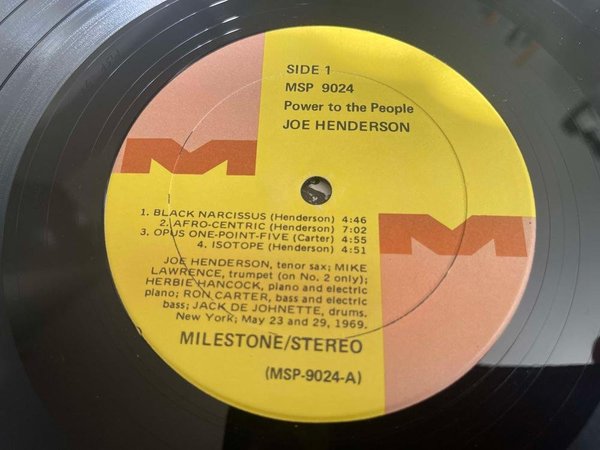 SIDE 1
MSP 9024
Power to the People
JOE HENDERSON
M M
1. BLACK NARCISSUS (Henderson) 4:46
2. AFRO-CENTRIC (Henderson) 7:02
3. OPUS ONE-POINT-FIVE (Carter) 4:55
4. ISOTOPE (Henderson) 4:51
JOE HENDERSON, tenor sax; MIKE
LAWRENCE, trumpet (on No. 2 only);
HERBIE HANCOCK, piano and electric
piano; RON CARTER, bass and electric
bass; JACK DE JOHNETTE, drums.
New York; May 23 and 29, 1969.
MILESTONE/STEREO
(MSP-9024-A)